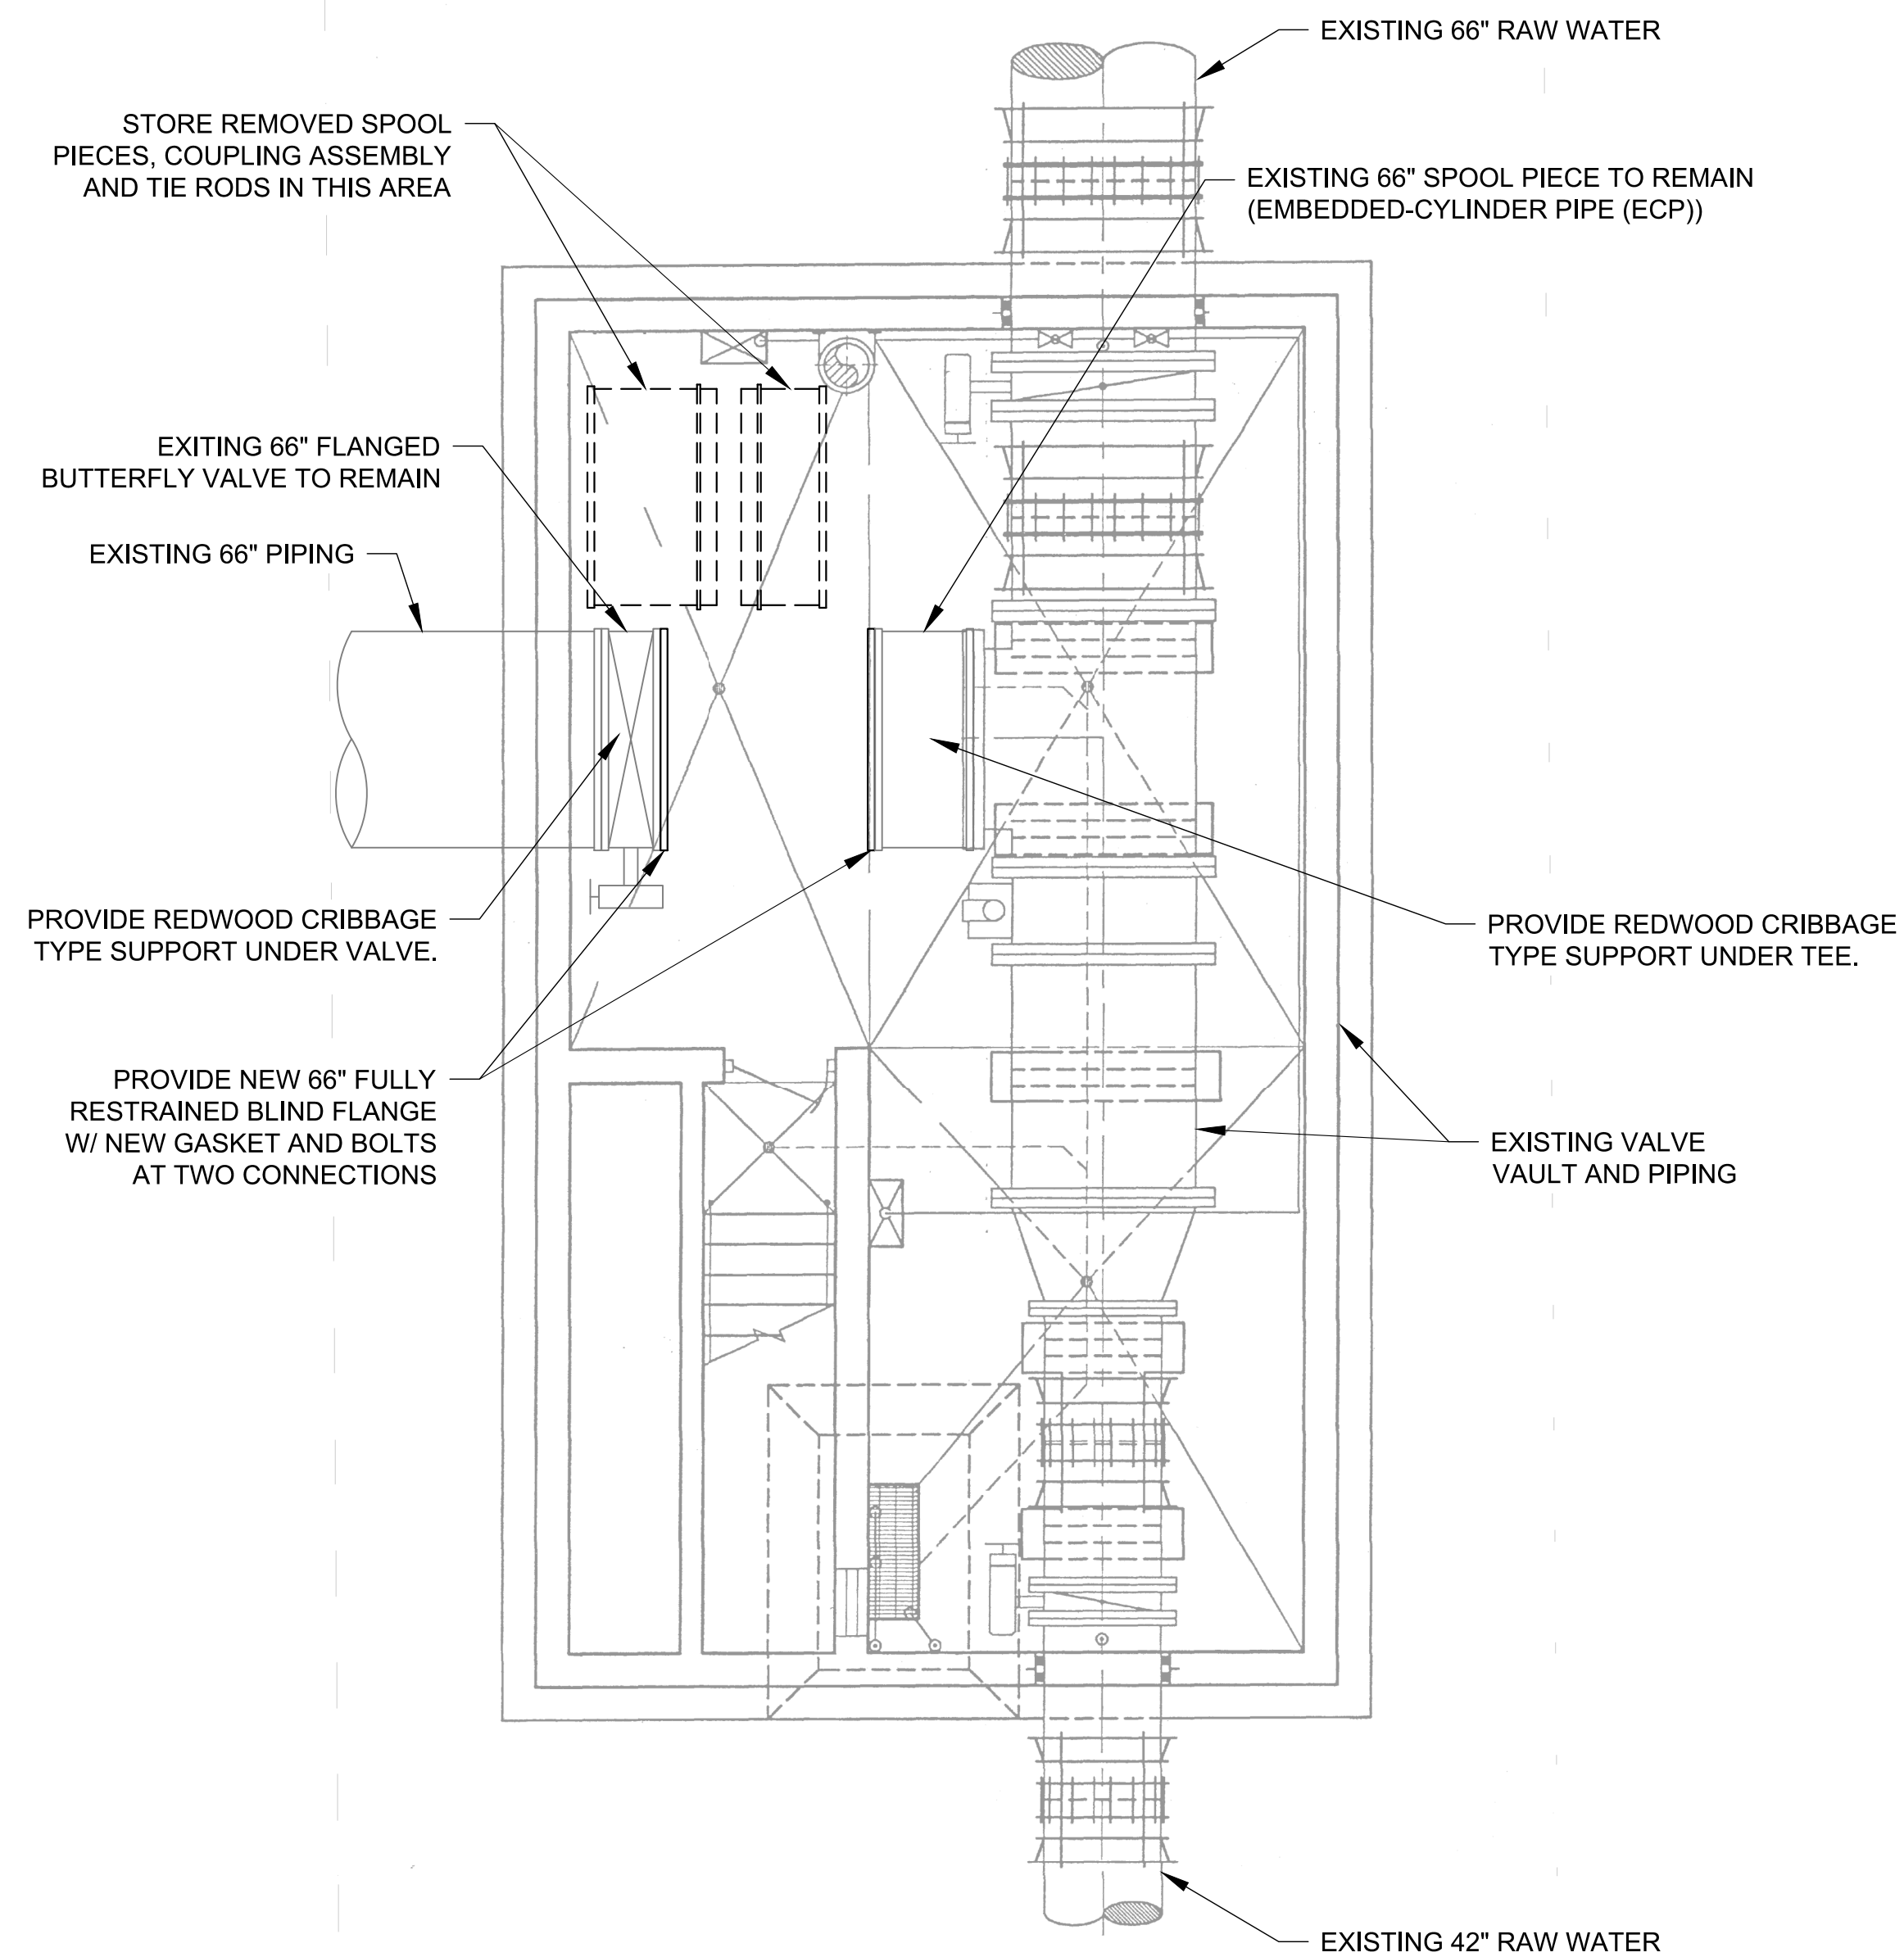 EXISTING 66" RAW WATER
STORE REMOVED SPOOL
PIECES, COUPLING ASSEMBLY
AND TIE RODS IN THIS AREA
EXISTING 66" SPOOL PIECE TO REMAIN
(EMBEDDED-CYLINDER PIPE (ECP))
EXITING 66" FLANGED
BUTTERFLY VALVE TO REMAIN
EXISTING 66" PIPING
PROVIDE REDWOOD CRIBBAGE
TYPE SUPPORT UNDER VALVE.
PROVIDE REDWOOD CRIBBAGE
TYPE SUPPORT UNDER TEE.
PROVIDE NEW 66" FULLY
RESTRAINED BLIND FLANGE
W/ NEW GASKET AND BOLTS
AT TWO CONNECTIONS
EXISTING VALVE
VAULT AND PIPING
EXISTING 42" RAW WATER